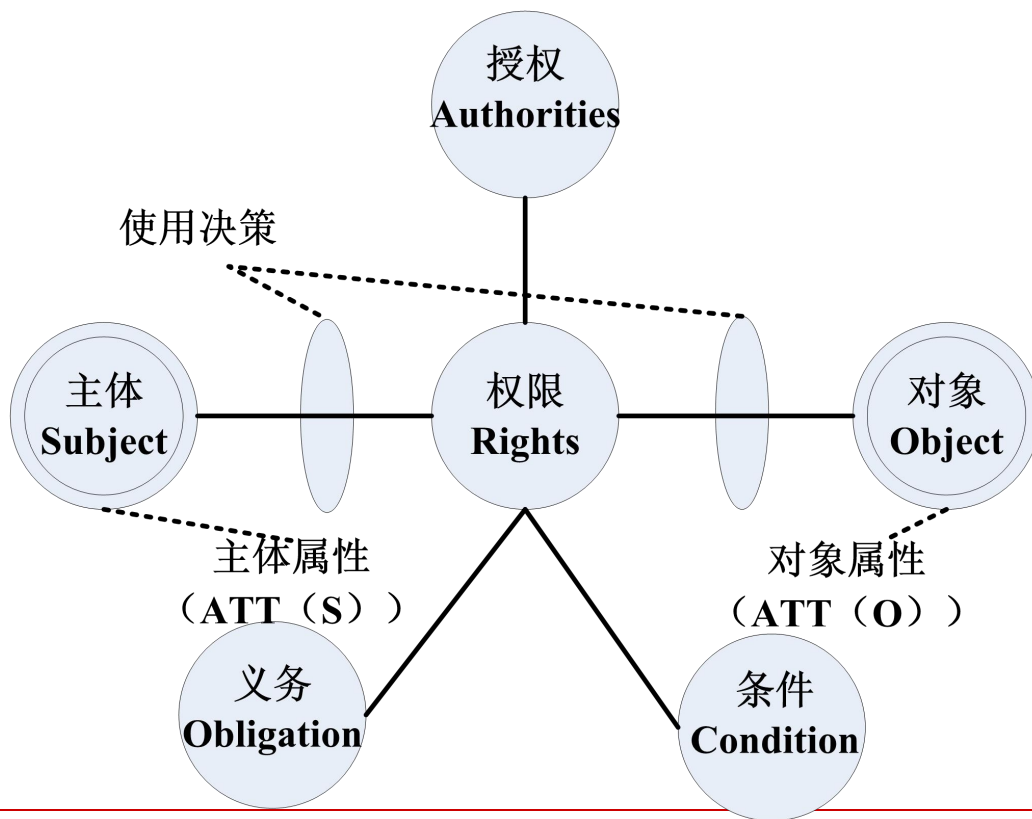 授权
Authorities
使用决策
主体
Subject
权限
Rights
对象
Object
主体属性
（ATT（S））
对象属性
（ATT（O））
义务
Obligation
条件
Condition